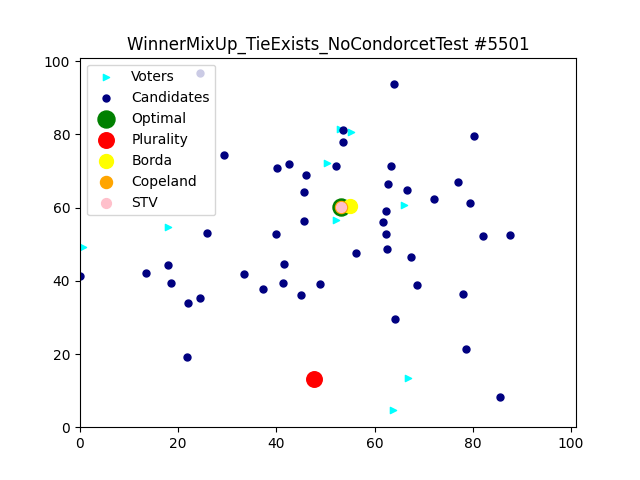 WinnerMixUp_TieExists_NoCondorcetTest #5501
100
80
60
40
20
0
Voters
Candidates
Optimal
Plurality
Borda
Copeland
STV
0 20 40 60 80 100